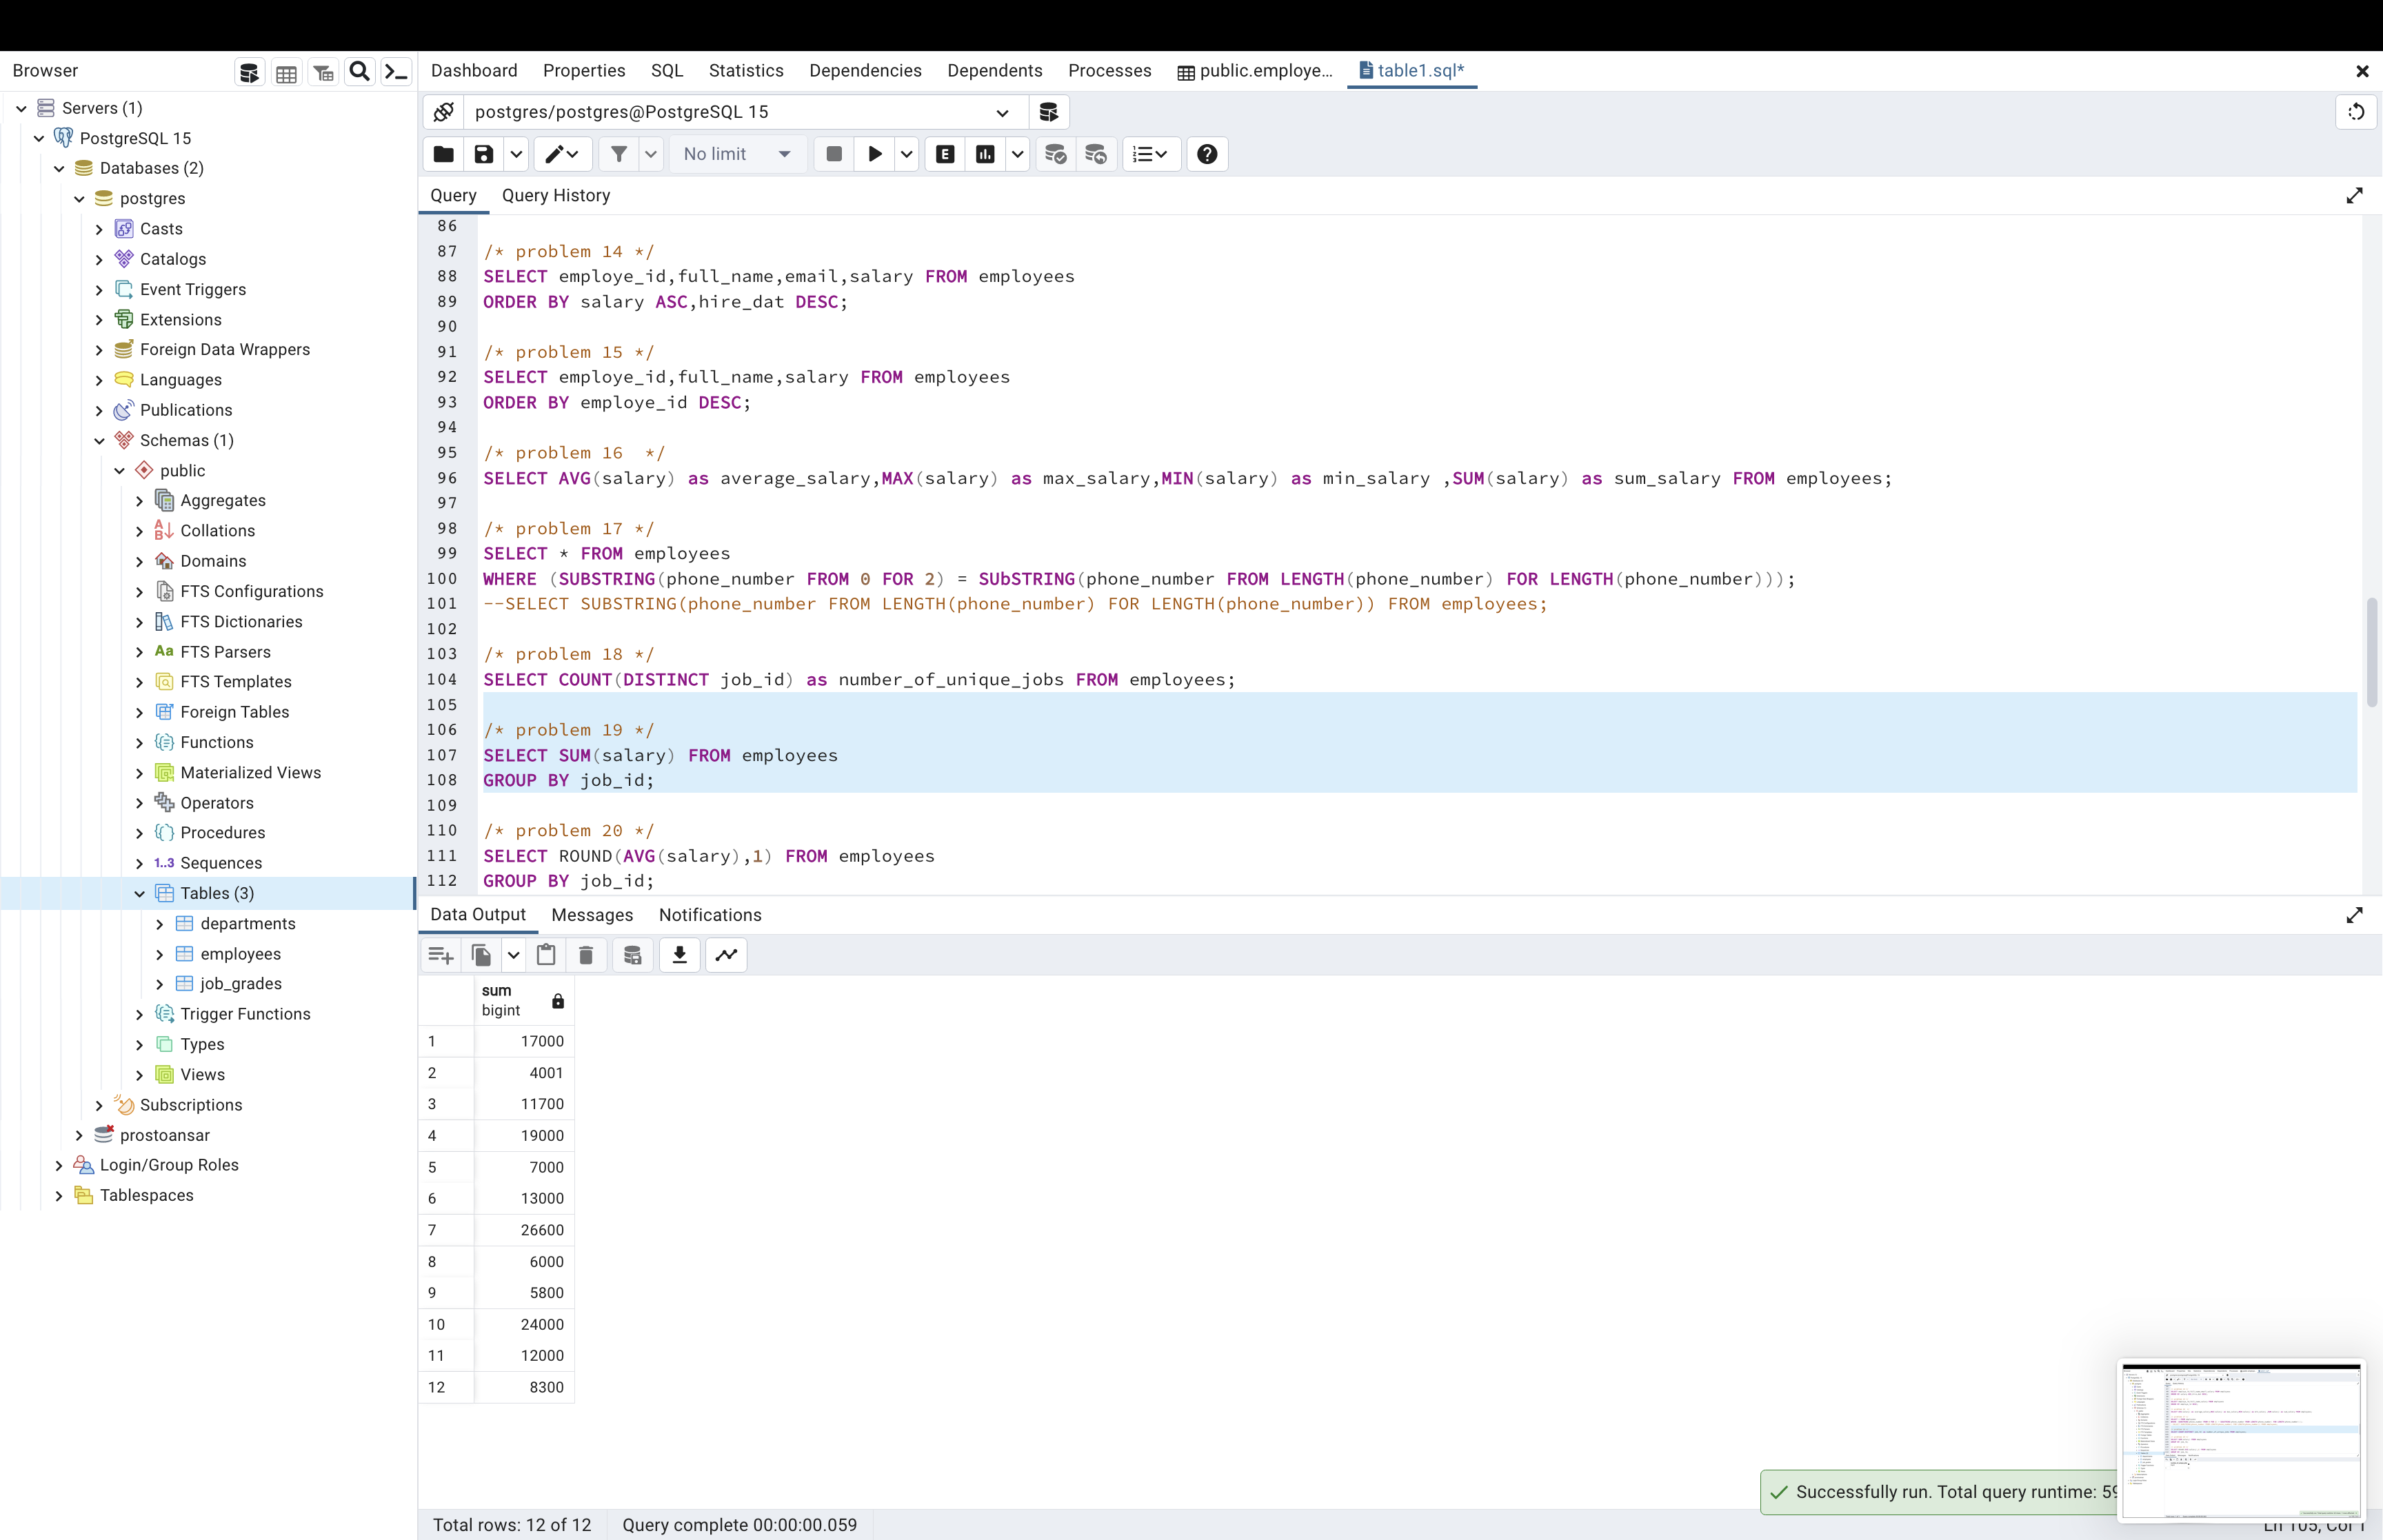 Browser
Dashboard Properties SQL Statistics Dependencies Dependents Processes public.employe... table1.sql*
Servers (1)
PostgreSQL 15
Databases (2)
postgres
Casts
Catalogs
Event Triggers
Extensions
Foreign Data Wrappers
Languages
Publications
Schemas (1)
public
Aggregates
Collations
Domains
FTS Configurations
FTS Dictionaries
Aa FTS Parsers
FTS Templates
Foreign Tables
Functions
Materialized Views
Operators
Procedures
1..3 Sequences
Tables (3)
departments
employees
job_grades
Trigger Functions
Types
Views
Subscriptions
prostoansar
Login/Group Roles
Tablespaces
postgres/postgres@PostgreSQL 15
No limit
E
Query Query History
86
87 /* problem 14 */
88 SELECT employe_id,full_name,email,salary FROM employees
89 ORDER BY salary ASC,hire_dat DESC;
90
91 /* problem 15 */
92 SELECT employe_id,full_name,salary FROM employees
93 ORDER BY employe_id DESC;
94
95 /* problem 16  */
96 SELECT AVG(salary) as average_salary,MAX(salary) as max_salary,MIN(salary) as min_salary ,SUM(salary) as sum_salary FROM employees;
97
98 /* problem 17 */
99 SELECT * FROM employees
100 WHERE (SUBSTRING(phone_number FROM 0 FOR 2) = SUbSTRING(phone_number FROM LENGTH(phone_number) FOR LENGTH(phone_number)));
101 --SELECT SUBSTRING(phone_number FROM LENGTH(phone_number) FOR LENGTH(phone_number)) FROM employees;
102
103 /* problem 18 */
104 SELECT COUNT(DISTINCT job_id) as number_of_unique_jobs FROM employees;
105
106 /* problem 19 */
107 SELECT SUM(salary) FROM employees
108 GROUP BY job_id;
109
110 /* problem 20 */
111 SELECT ROUND(AVG(salary),1) FROM employees
112 GROUP BY job_id;
Data Output Messages Notifications
sum
bigint
1 17000
2 4001
3 11700
4 19000
5 7000
6 13000
7 26600
8 6000
9 5800
10 24000
11 12000
12 8300
Successfully run. Total query runtime: 59
Total rows: 12 of 12 Query complete 00:00:00.059 Ln 105, Col 1